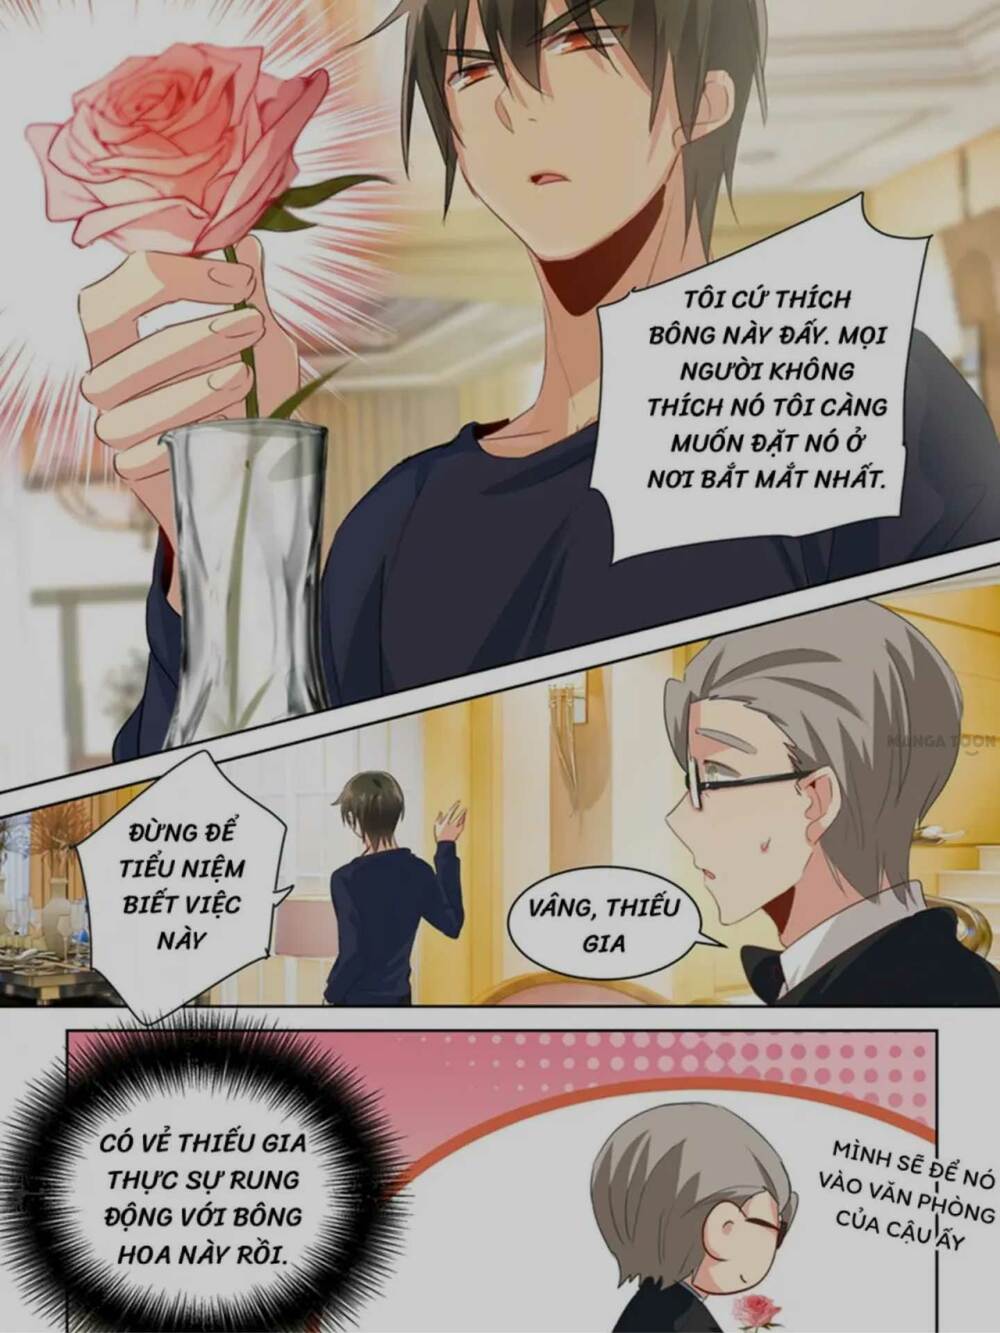 TÔI CỨ THÍCH
BÔNG NÀY ĐẤY. MỌI
NGƯỜI KHÔNG
THÍCH NÓ TÔI CÀNG
MUỐN ĐẶT NÓ Ở
NƠI BẮT MẮT NHẤT.
MANGA TOON
ĐỪNG ĐỂ
TIỂU NIỆM
BIẾT VIỆC
NÀY
VÂNG, THIẾU
GIA
CÓ VẺ THIẾU GIA
THỰC SỰ RUNG
ĐỘNG VỚI BÔNG
HOA NÀY RỒI.
MÌNH SẼ ĐỂ NÓ
VÀO VĂN PHÒNG
CỦA CẬU ẤY